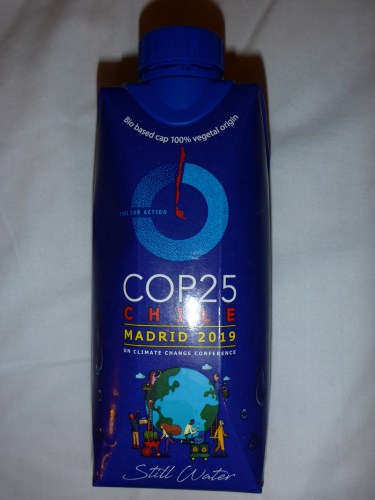 Bio based cap 100% vegetal origin
TIME FOR ACTION
COP25
CHILE
MADRID 2019
UN CLIMATE CHANGE CONFERENCE
Still Water